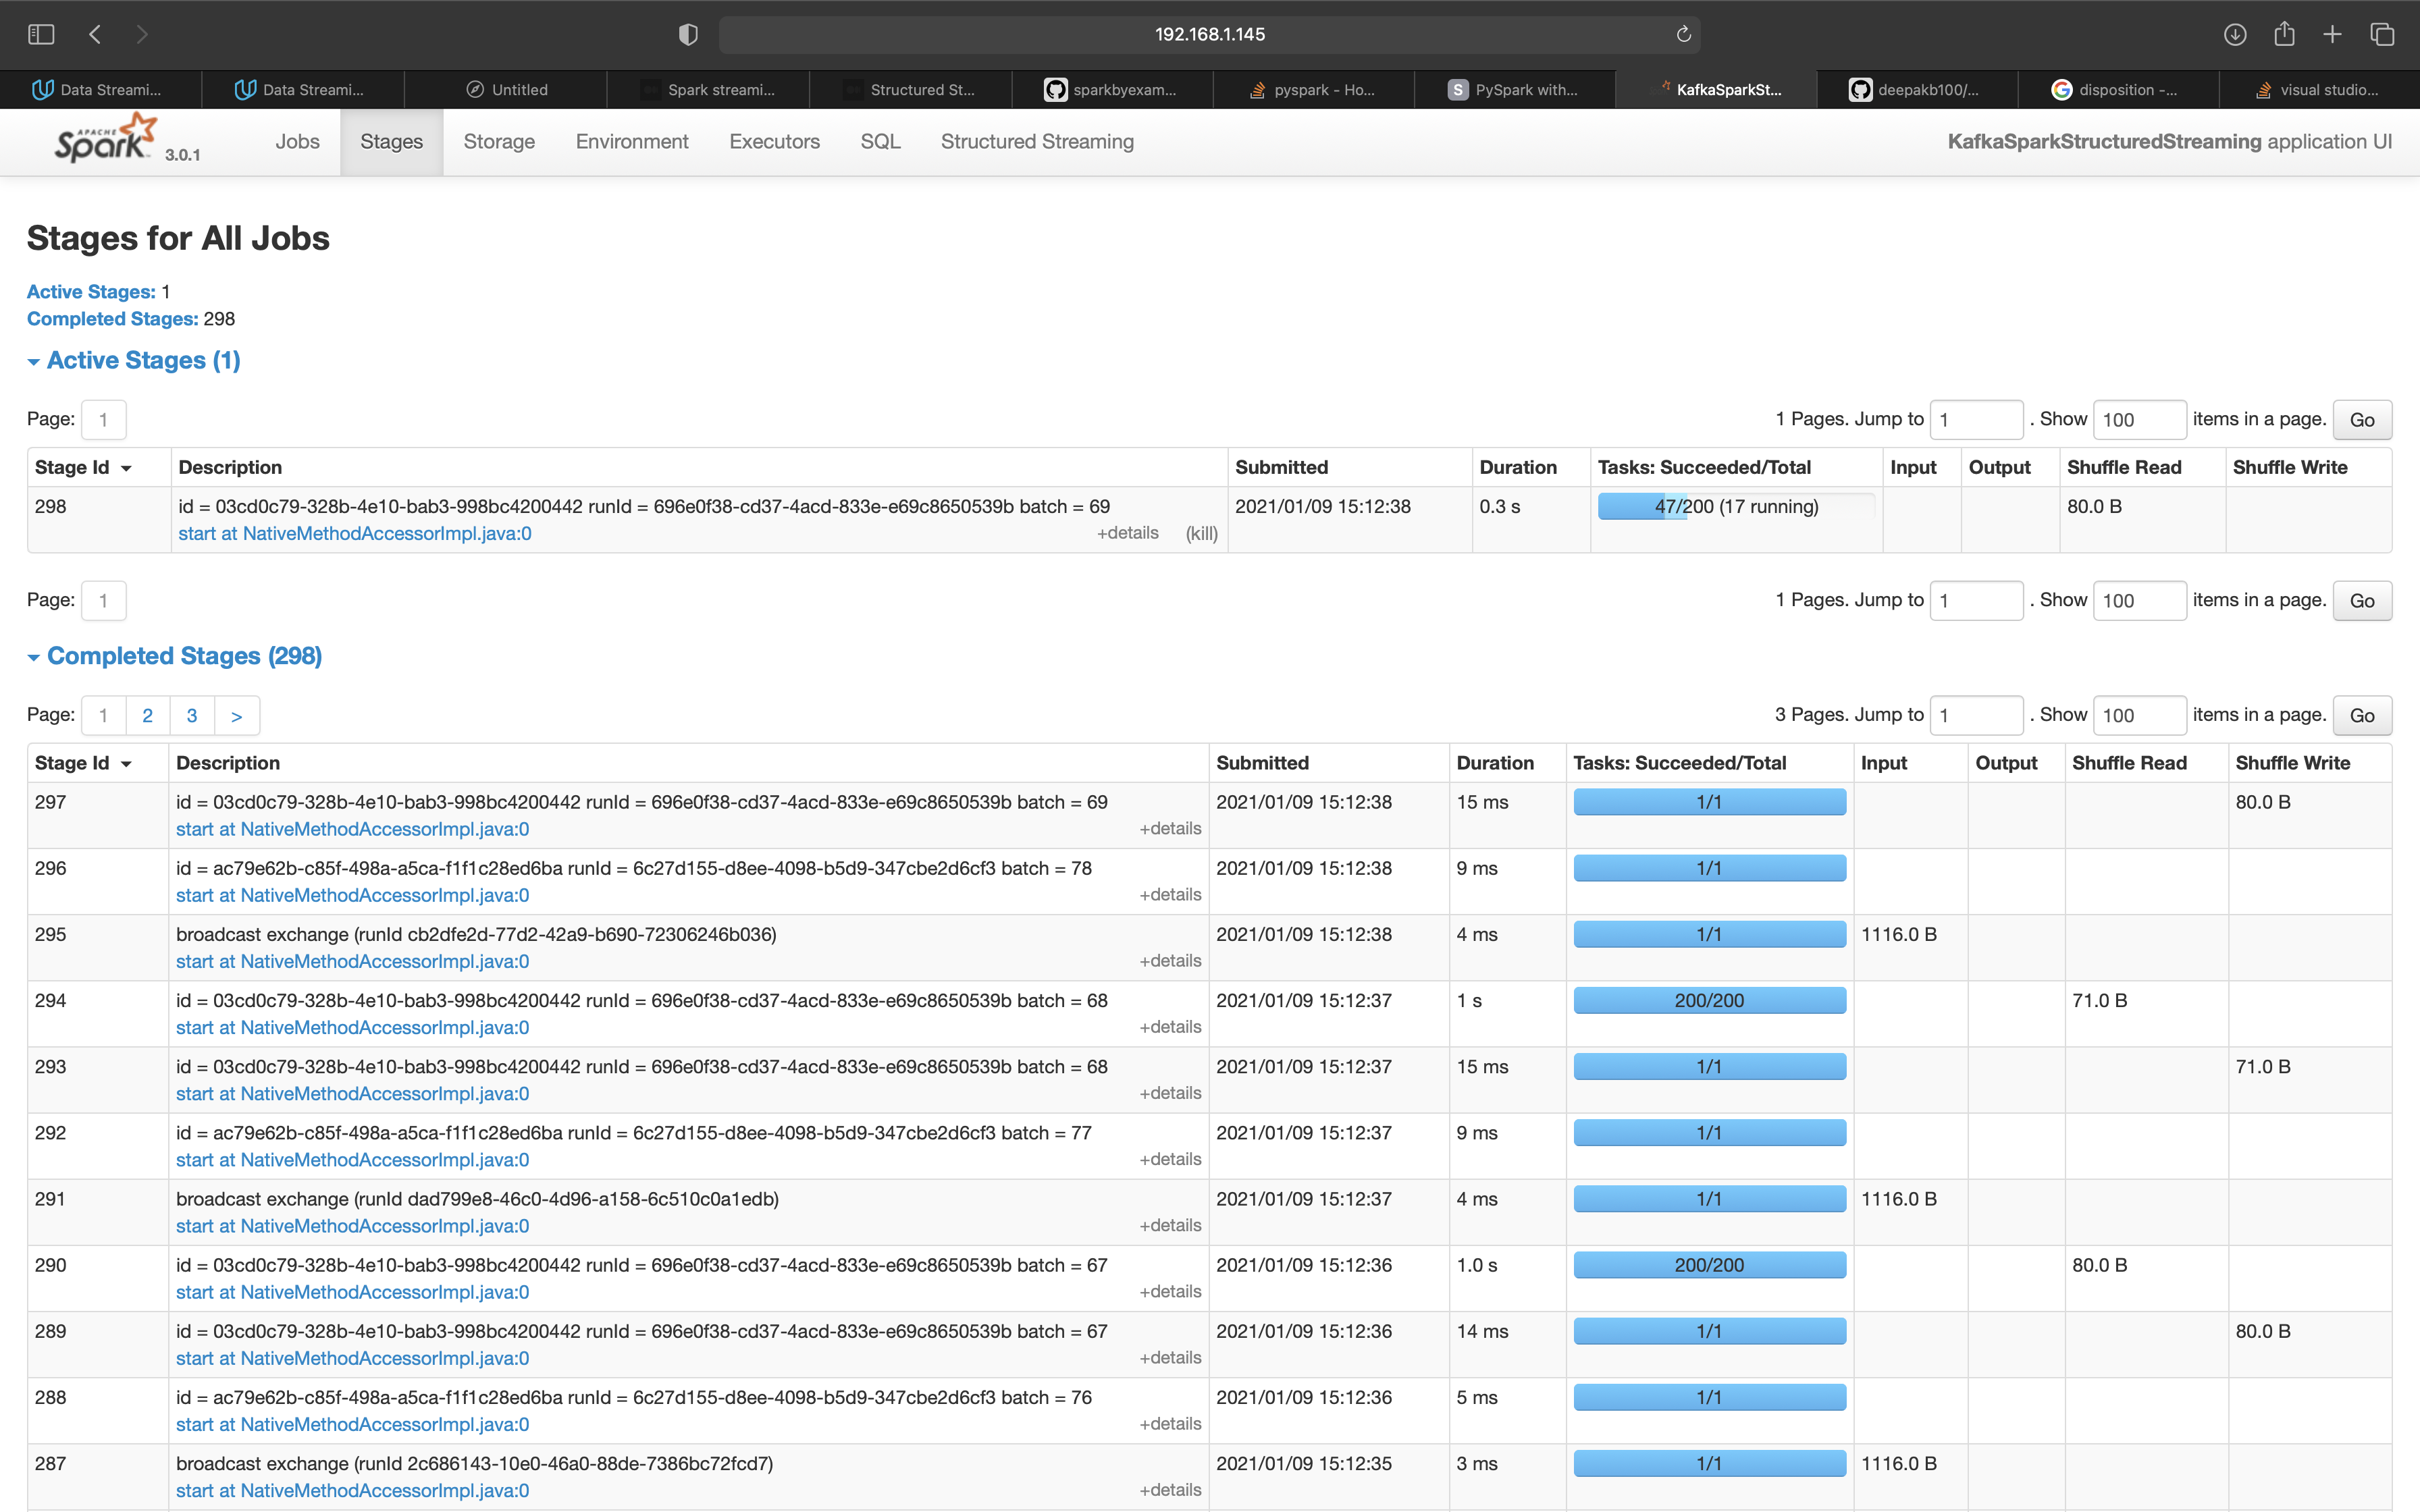 192.168.1.145
Data Streami... Data Streami... Untitled Spark streami... Structured St... sparkbyexam... pyspark - Ho... S PySpark with... KafkaSparkSt... deepakb100/... G disposition -... visual studio...
APACHE Spark 3.0.1 Jobs Stages Storage Environment Executors SQL Structured Streaming KafkaSparkStructuredStreaming application UI
Stages for All Jobs
Active Stages: 1
Completed Stages: 298
Active Stages (1)
Page: 1 1 Pages. Jump to 1 . Show 100 items in a page. Go
Stage Id Description Submitted Duration Tasks: Succeeded/Total Input Output Shuffle Read Shuffle Write
298 id = 03cd0c79-328b-4e10-bab3-998bc4200442 runId = 696e0f38-cd37-4acd-833e-e69c8650539b batch = 69 2021/01/09 15:12:38 0.3 s 47/200 (17 running) 80.0 B
start at NativeMethodAccessorImpl.java:0 +details (kill)
Page: 1 1 Pages. Jump to 1 . Show 100 items in a page. Go
Completed Stages (298)
Page: 1 2 3 > 3 Pages. Jump to 1 . Show 100 items in a page. Go
Stage Id Description Submitted Duration Tasks: Succeeded/Total Input Output Shuffle Read Shuffle Write
297 id = 03cd0c79-328b-4e10-bab3-998bc4200442 runId = 696e0f38-cd37-4acd-833e-e69c8650539b batch = 69 2021/01/09 15:12:38 15 ms 1/1 80.0 B
start at NativeMethodAccessorImpl.java:0 +details
296 id = ac79e62b-c85f-498a-a5ca-f1f1c28ed6ba runId = 6c27d155-d8ee-4098-b5d9-347cbe2d6cf3 batch = 78 2021/01/09 15:12:38 9 ms 1/1
start at NativeMethodAccessorImpl.java:0 +details
295 broadcast exchange (runId cb2dfe2d-77d2-42a9-b690-72306246b036) 2021/01/09 15:12:38 4 ms 1/1 1116.0 B
start at NativeMethodAccessorImpl.java:0 +details
294 id = 03cd0c79-328b-4e10-bab3-998bc4200442 runId = 696e0f38-cd37-4acd-833e-e69c8650539b batch = 68 2021/01/09 15:12:37 1 s 200/200 71.0 B
start at NativeMethodAccessorImpl.java:0 +details
293 id = 03cd0c79-328b-4e10-bab3-998bc4200442 runId = 696e0f38-cd37-4acd-833e-e69c8650539b batch = 68 2021/01/09 15:12:37 15 ms 1/1 71.0 B
start at NativeMethodAccessorImpl.java:0 +details
292 id = ac79e62b-c85f-498a-a5ca-f1f1c28ed6ba runId = 6c27d155-d8ee-4098-b5d9-347cbe2d6cf3 batch = 77 2021/01/09 15:12:37 9 ms 1/1
start at NativeMethodAccessorImpl.java:0 +details
291 broadcast exchange (runId dad799e8-46c0-4d96-a158-6c510c0a1edb) 2021/01/09 15:12:37 4 ms 1/1 1116.0 B
start at NativeMethodAccessorImpl.java:0 +details
290 id = 03cd0c79-328b-4e10-bab3-998bc4200442 runId = 696e0f38-cd37-4acd-833e-e69c8650539b batch = 67 2021/01/09 15:12:36 1.0 s 200/200 80.0 B
start at NativeMethodAccessorImpl.java:0 +details
289 id = 03cd0c79-328b-4e10-bab3-998bc4200442 runId = 696e0f38-cd37-4acd-833e-e69c8650539b batch = 67 2021/01/09 15:12:36 14 ms 1/1 80.0 B
start at NativeMethodAccessorImpl.java:0 +details
288 id = ac79e62b-c85f-498a-a5ca-f1f1c28ed6ba runId = 6c27d155-d8ee-4098-b5d9-347cbe2d6cf3 batch = 76 2021/01/09 15:12:36 5 ms 1/1
start at NativeMethodAccessorImpl.java:0 +details
287 broadcast exchange (runId 2c686143-10e0-46a0-88de-7386bc72fcd7) 2021/01/09 15:12:35 3 ms 1/1 1116.0 B
start at NativeMethodAccessorImpl.java:0 +details